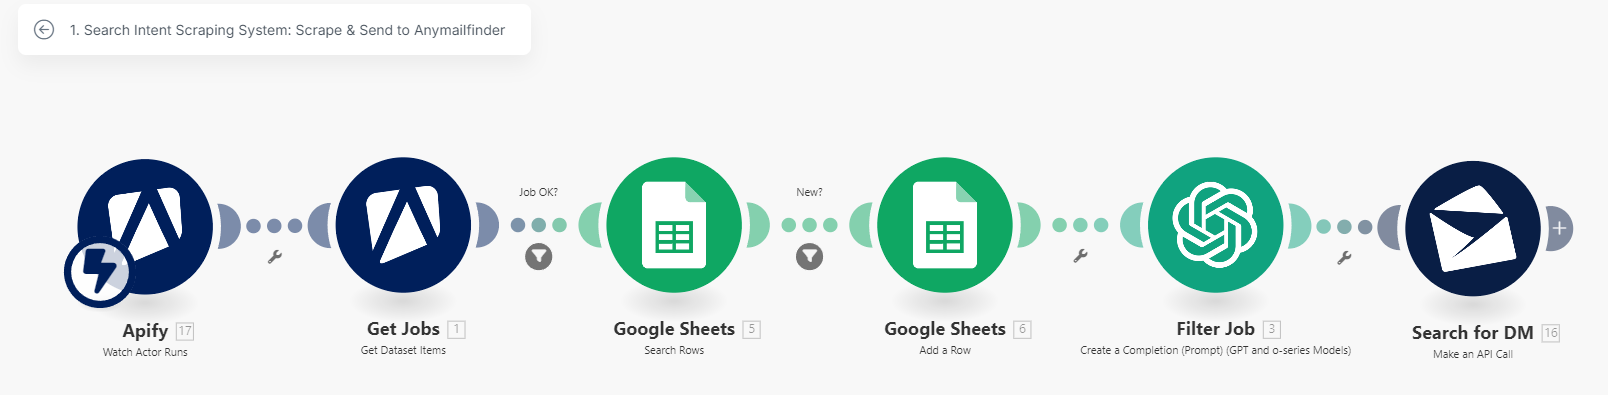 1. Search Intent Scraping System: Scrape & Send to Anymailfinder
Job OK?
New?
Apify 17
Watch Actor Runs
Get Jobs 1
Get Dataset Items
Google Sheets 5
Search Rows
Google Sheets 6
Add a Row
Filter Job 3
Create a Completion (Prompt) (GPT and o-series Models)
Search for DM 16
Make an API Call